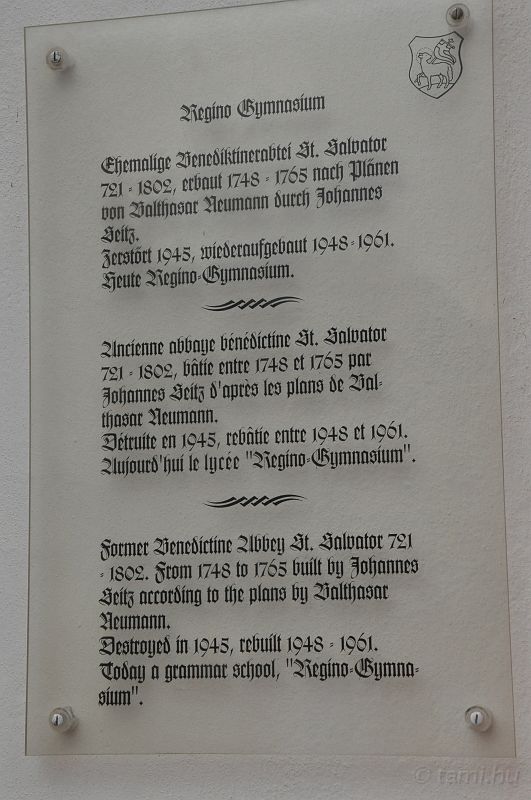 Regino Gymnasium
Ehemalige Benediktinerabtei St. Salvator
721 - 1802, erbaut 1748 - 1765 nach Plänen
von Balthasar Neumann durch Johannes
Seitz.
Zerstört 1945, wiederaufgebaut 1948-1961.
Heute Regino-Gymnasium.
Ancienne abbaye bénédictine St. Salvator
721 - 1802, bâtie entre 1748 et 1765 par
Johannes Seitz d'après les plans de Bal-
thasar Neumann.
Détruite en 1945, rebâtie entre 1948 et 1961.
Aujourd'hui le lycée "Regino-Gymnasium".
Former Benedictine Abbey St. Salvator 721
- 1802. From 1748 to 1765 built by Johannes
Seitz according to the plans by Balthasar
Neumann.
Destroyed in 1945, rebuilt 1948 - 1961.
Today a grammar school, "Regino-Gymna-
sium".
© tami.hu